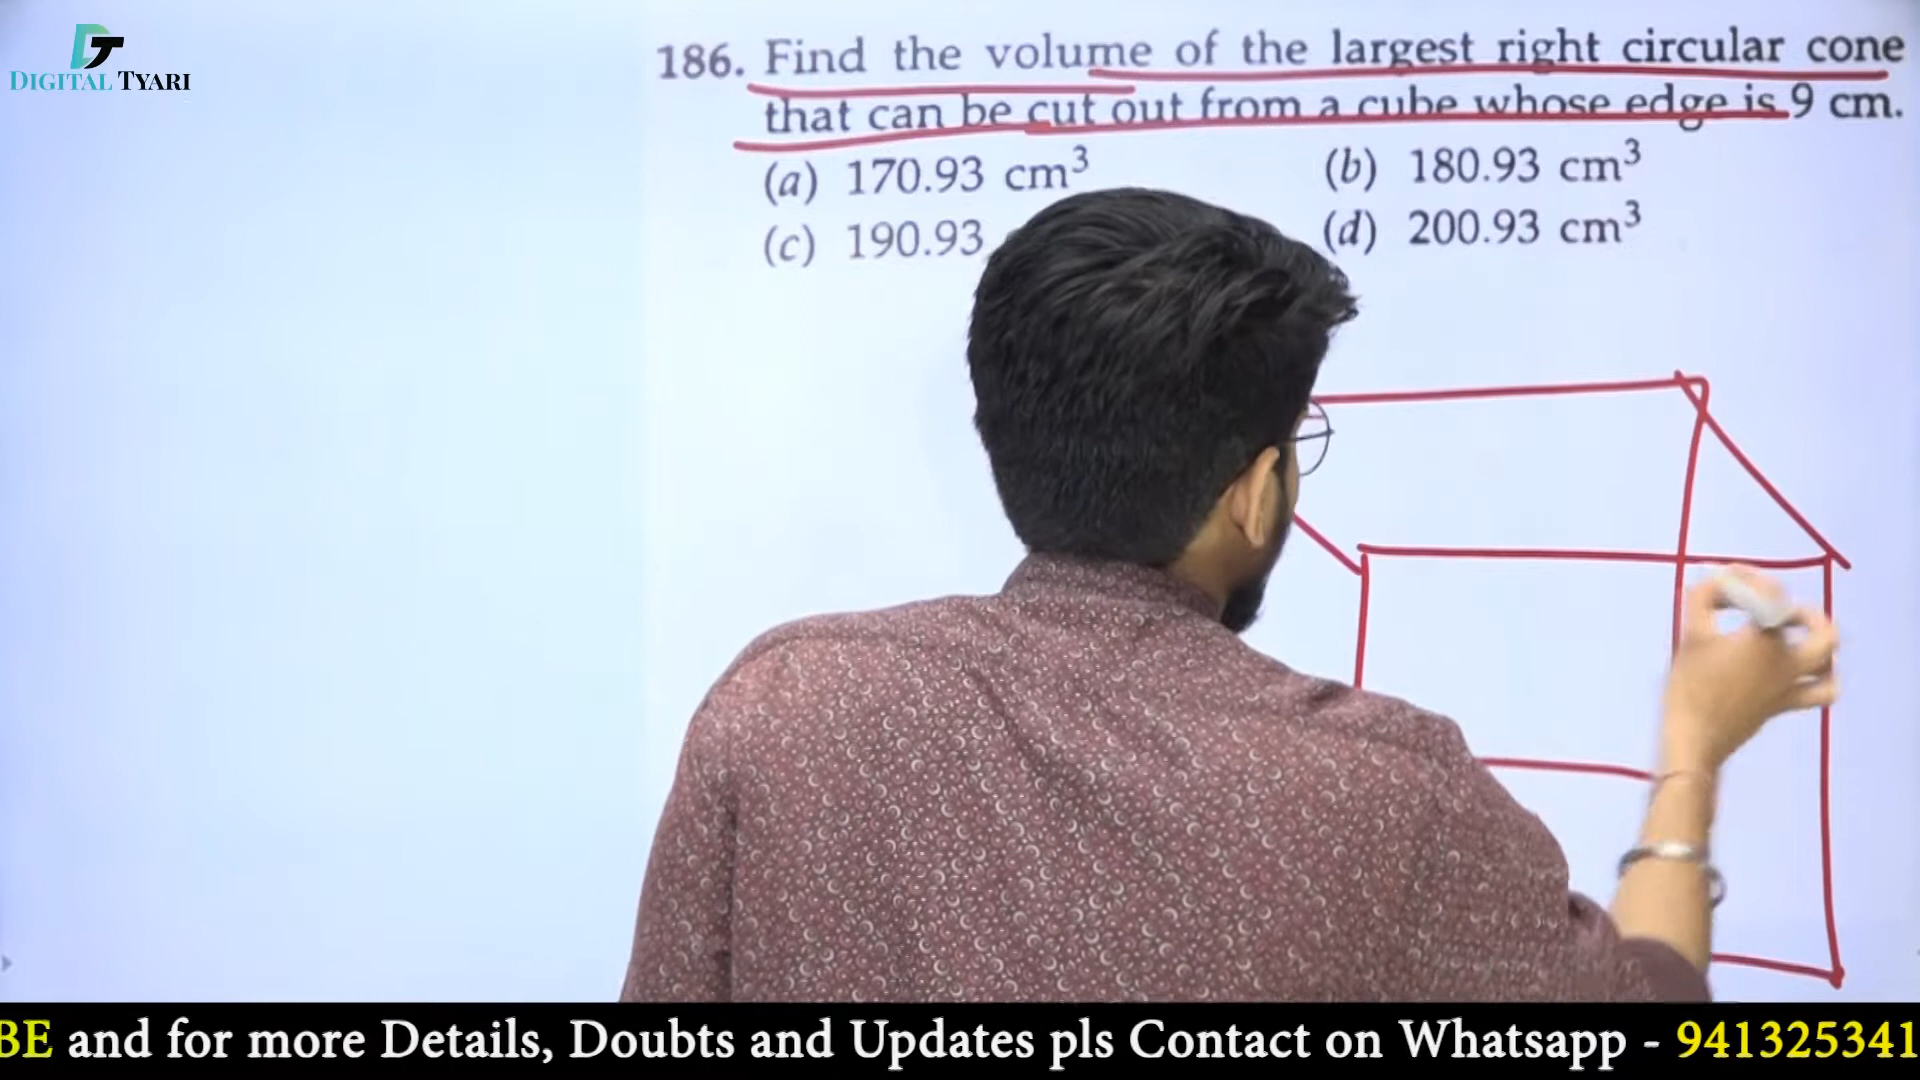 DT
DIGITAL TYARI
186. Find the volume of the largest right circular cone
that can be cut out from a cube whose edge is 9 cm.
(a) 170.93 cm³ (b) 180.93 cm³
(c) 190.93 (d) 200.93 cm³
BE and for more Details, Doubts and Updates pls Contact on Whatsapp - 941325341